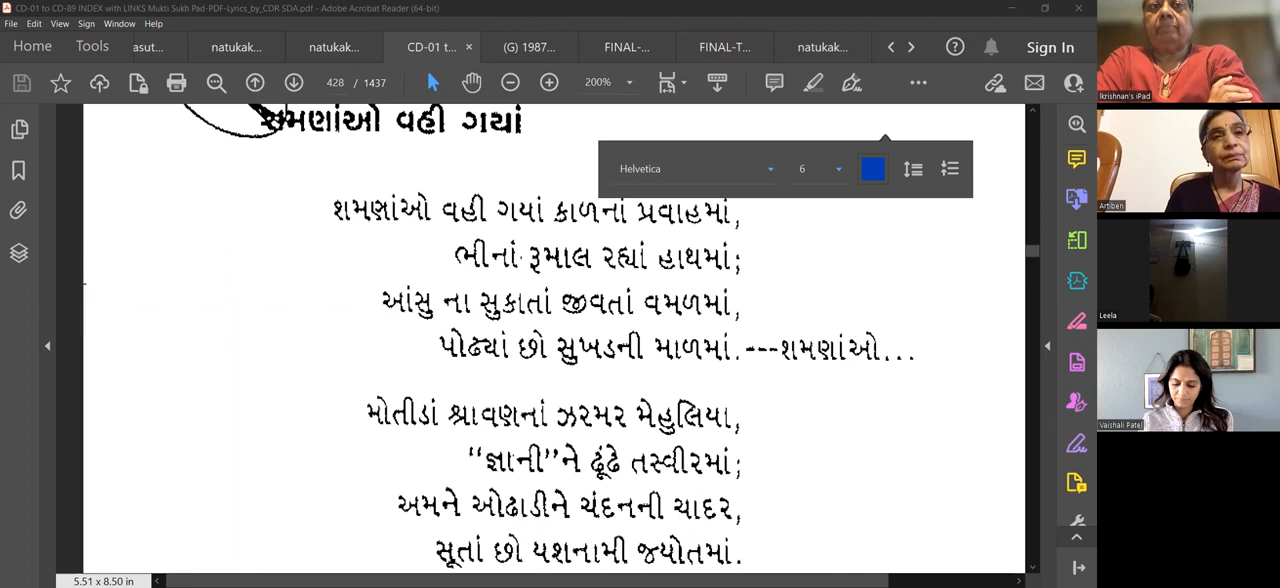 CD-01 to CD-89 INDEX with LINKS Mukti Sukh Pad-PDF-Lyrics_by_CDR SDA.pdf - Adobe Acrobat Reader (64-bit)
File Edit View Sign Window Help
Home Tools asut... natukak... natukak... CD-01 t... × (G) 1987... FINAL-... FINAL-T... natukak... Sign In
428 / 1437 200%
શમણાંઓ વહી ગયાં
Helvetica 6
શમણાંઓ વહી ગયાં કાળનાં પ્રવાહમાં,
ભીનાં રૂમાલ રહ્યાં હાથમાં;
આંસુ ના સુકાતાં જીવતાં વમળમાં,
પોઢ્યાં છો સુખડની માળમાં.---શમણાંઓ...
મોતીડાં શ્રાવણનાં ઝરમર મેહુલિયા,
“જ્ઞાની”ને ઢૂંઢે તસ્વીરમાં;
અમને ઓઢાડીને ચંદનની ચાદર,
સૂતાં છો યશનામી જ્યોતમાં.
5.51 x 8.50 in
lkrishnan's iPad
Artiben
Leela
Vaishali Patel